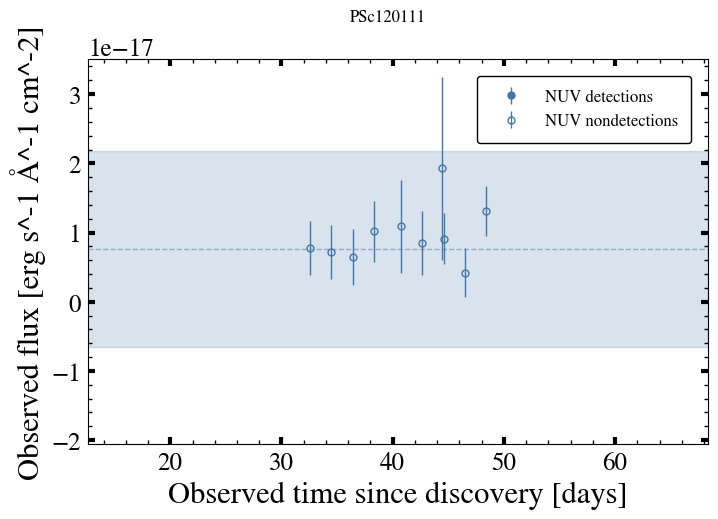 PSc120111
1e−17
Observed flux [erg s^-1 Å^-1 cm^-2]
3
2
1
0
−1
−2
NUV detections
NUV nondetections
20 30 40 50 60
Observed time since discovery [days]